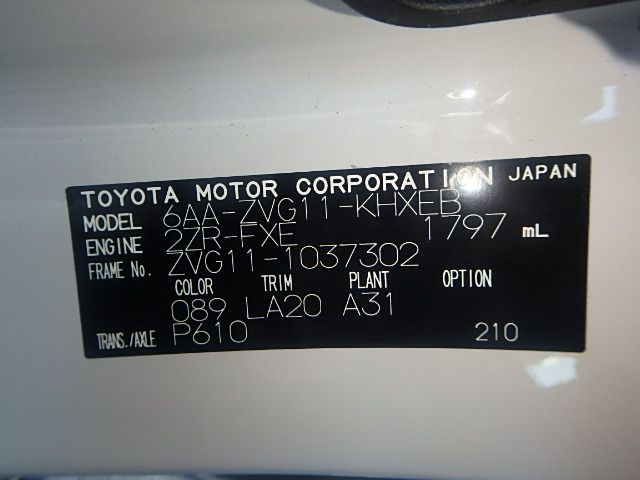 TOYOTA MOTOR CORPORATION JAPAN
MODEL 6AA-ZVG11-KHXEB
ENGINE 2ZR-FXE 1797 mL
FRAME No. ZVG11-1037302
COLOR TRIM PLANT OPTION
089 LA20 A31
TRANS./AXLE P610 210